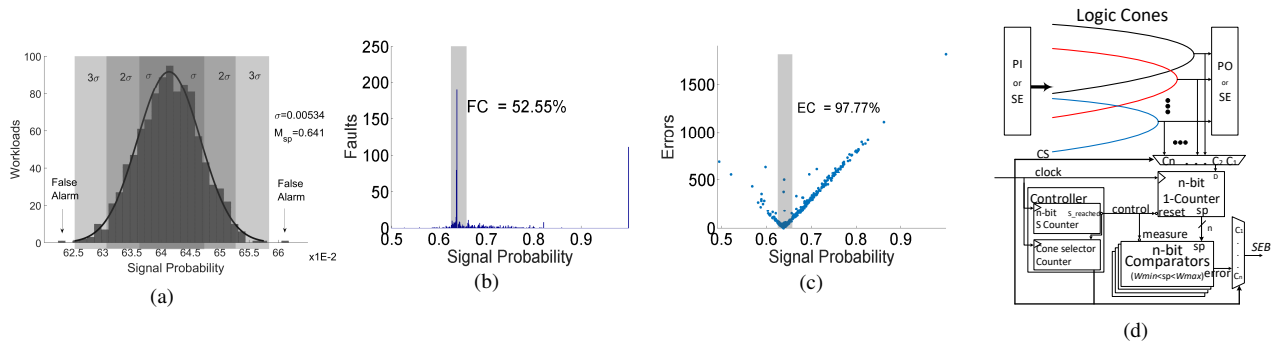 100
80
60
40
20
0
Workloads
3σ
2σ
σ
σ
2σ
3σ
σ=0.00534
Msp=0.641
False
Alarm
False
Alarm
62.5
63
63.5
64
64.5
65
65.5
66
x1E-2
Signal Probability
(a)
250
200
150
100
50
0
Faults
FC = 52.55%
0.5
0.6
0.7
0.8
0.9
Signal Probability
(b)
1500
1000
500
0
Errors
EC = 97.77%
0.5
0.6
0.7
0.8
0.9
Signal Probability
(c)
Logic Cones
PI
or
SE
PO
or
SE
CS
Cn - - - C2 C1
clock
D
n-bit
1-Counter
reset
sp
n
Controller
n-bit
S_reached
S Counter
control
Cone selector
Counter
measure
sp
n-bit
Comparators
(Wmin<sp<Wmax)
error
C1
-
-
-
Cn
SEB
(d)